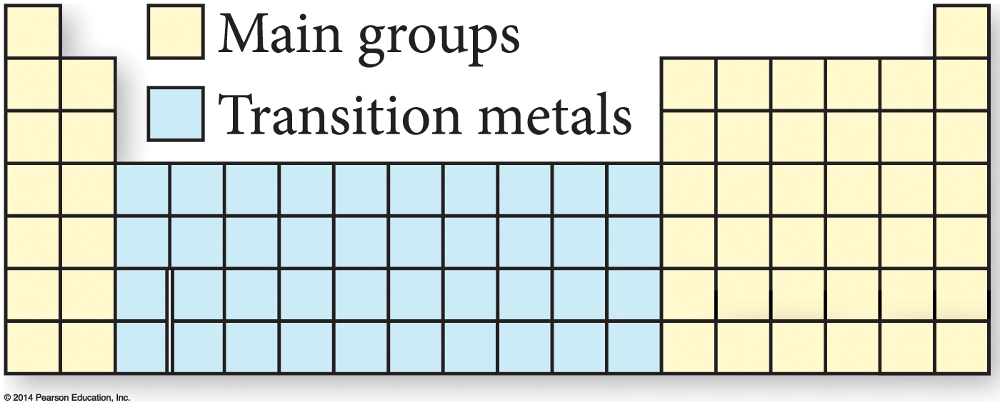 Main groups
Transition metals
© 2014 Pearson Education, Inc.